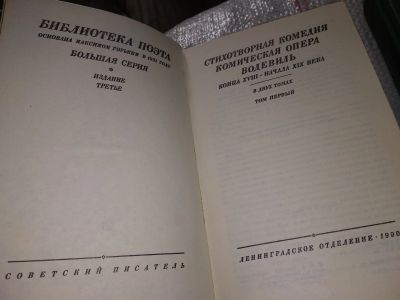 БИБЛИОТЕКА ПОЭТА
ОСНОВАНА МАКСИМОМ ГОРЬКИМ В 1931 ГОДУ
БОЛЬШАЯ СЕРИЯ
ИЗДАНИЕ
ТРЕТЬЕ
СОВЕТСКИЙ ПИСАТЕЛЬ
СТИХОТВОРНАЯ КОМЕДИЯ
КОМИЧЕСКАЯ ОПЕРА
ВОДЕВИЛЬ
КОНЦА XVIII - НАЧАЛА XIX ВЕКА
В ДВУХ ТОМАХ
ТОМ ПЕРВЫЙ
ЛЕНИНГРАДСКОЕ ОТДЕЛЕНИЕ · 1990